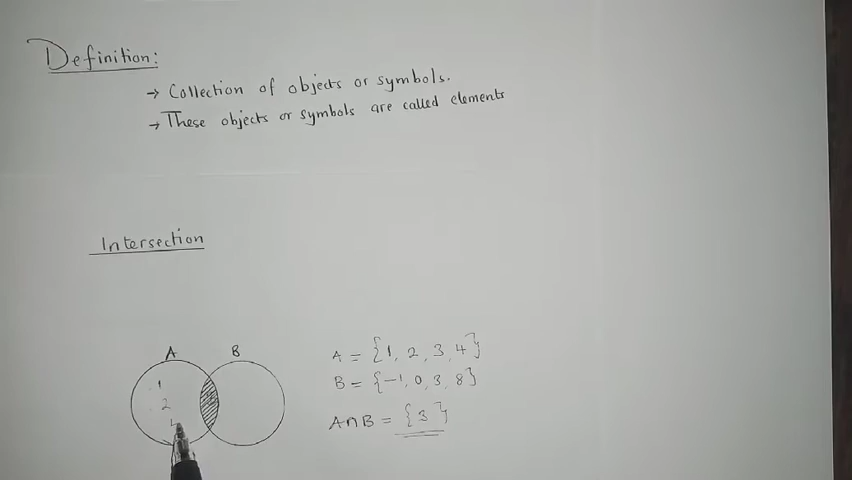 Definition:
→ Collection of objects or symbols.
→ These objects or symbols are called elements
Intersection
A B
1
2
4
A = {1, 2, 3, 4}
B = {-1, 0, 3, 8}
A∩B = {3}